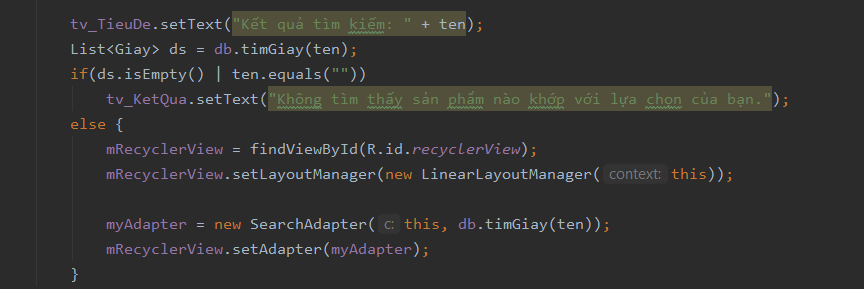 tv_TieuDe.setText("Kết quả tìm kiếm: " + ten);
List<Giay> ds = db.timGiay(ten);
if(ds.isEmpty() | ten.equals(""))
tv_KetQua.setText("Không tìm thấy sản phẩm nào khớp với lựa chọn của bạn.");
else {
mRecyclerView = findViewById(R.id.recyclerView);
mRecyclerView.setLayoutManager(new LinearLayoutManager( context: this));
myAdapter = new SearchAdapter( c: this, db.timGiay(ten));
mRecyclerView.setAdapter(myAdapter);
}